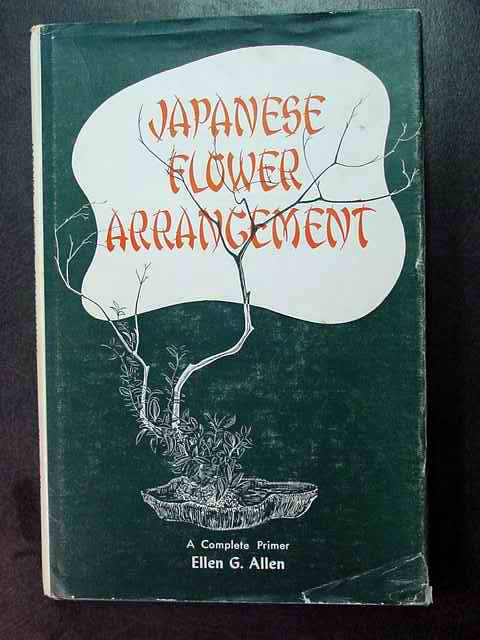 JAPANESE
FLOWER
ARRANGEMENT
A Complete Primer
Ellen G. Allen